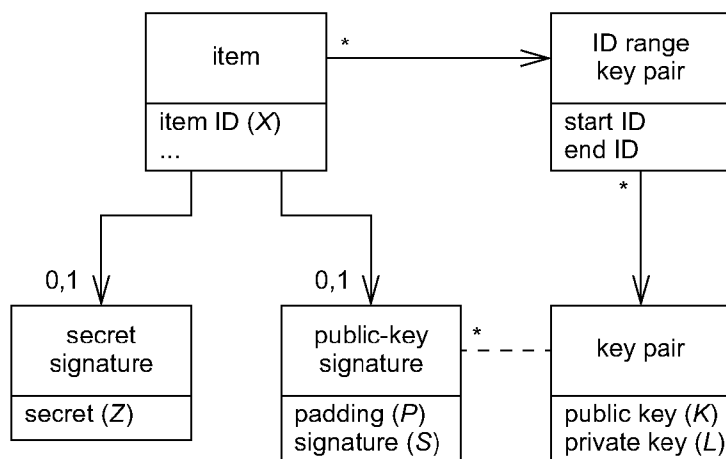 item
item ID (X)
...
*
ID range
key pair
start ID
end ID
*
0,1
0,1
secret
signature
secret (Z)
public-key
signature
padding (P)
signature (S)
*
key pair
public key (K)
private key (L)